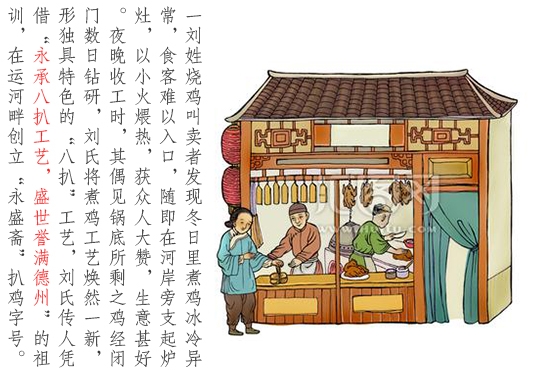 一刘姓烧鸡叫卖者发现冬日里煮鸡冰冷异
常，食客难以入口，随即在河岸旁支起炉
灶，以小火煨热，获众人大赞，生意甚好
。夜晚收工时，其偶见锅底所剩之鸡经闭
门数日钻研，刘氏将煮鸡工艺焕然一新，
形独具特色的“八扒”工艺，刘氏传人凭
借“永承八扒工艺，盛世誉满德州”的祖
训，在运河畔创立“永盛斋”扒鸡字号。